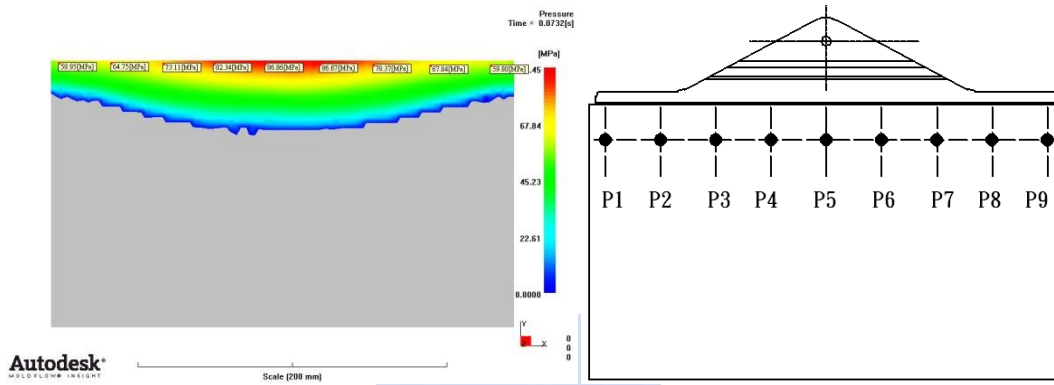 Pressure
Time = 0.0732[s]
[MPa]
58.95[MPa] 64.75[MPa] 73.11[MPa] 82.34[MPa] 86.86[MPa] 86.87[MPa] 78.37[MPa] 67.84[MPa] 59.80[MPa] .45
67.84
45.23
22.61
0.0000
Y
Z X
0
0
0
Autodesk®
MOLDFLOW® INSIGHT
Scale (200 mm)
P1 P2 P3 P4 P5 P6 P7 P8 P9